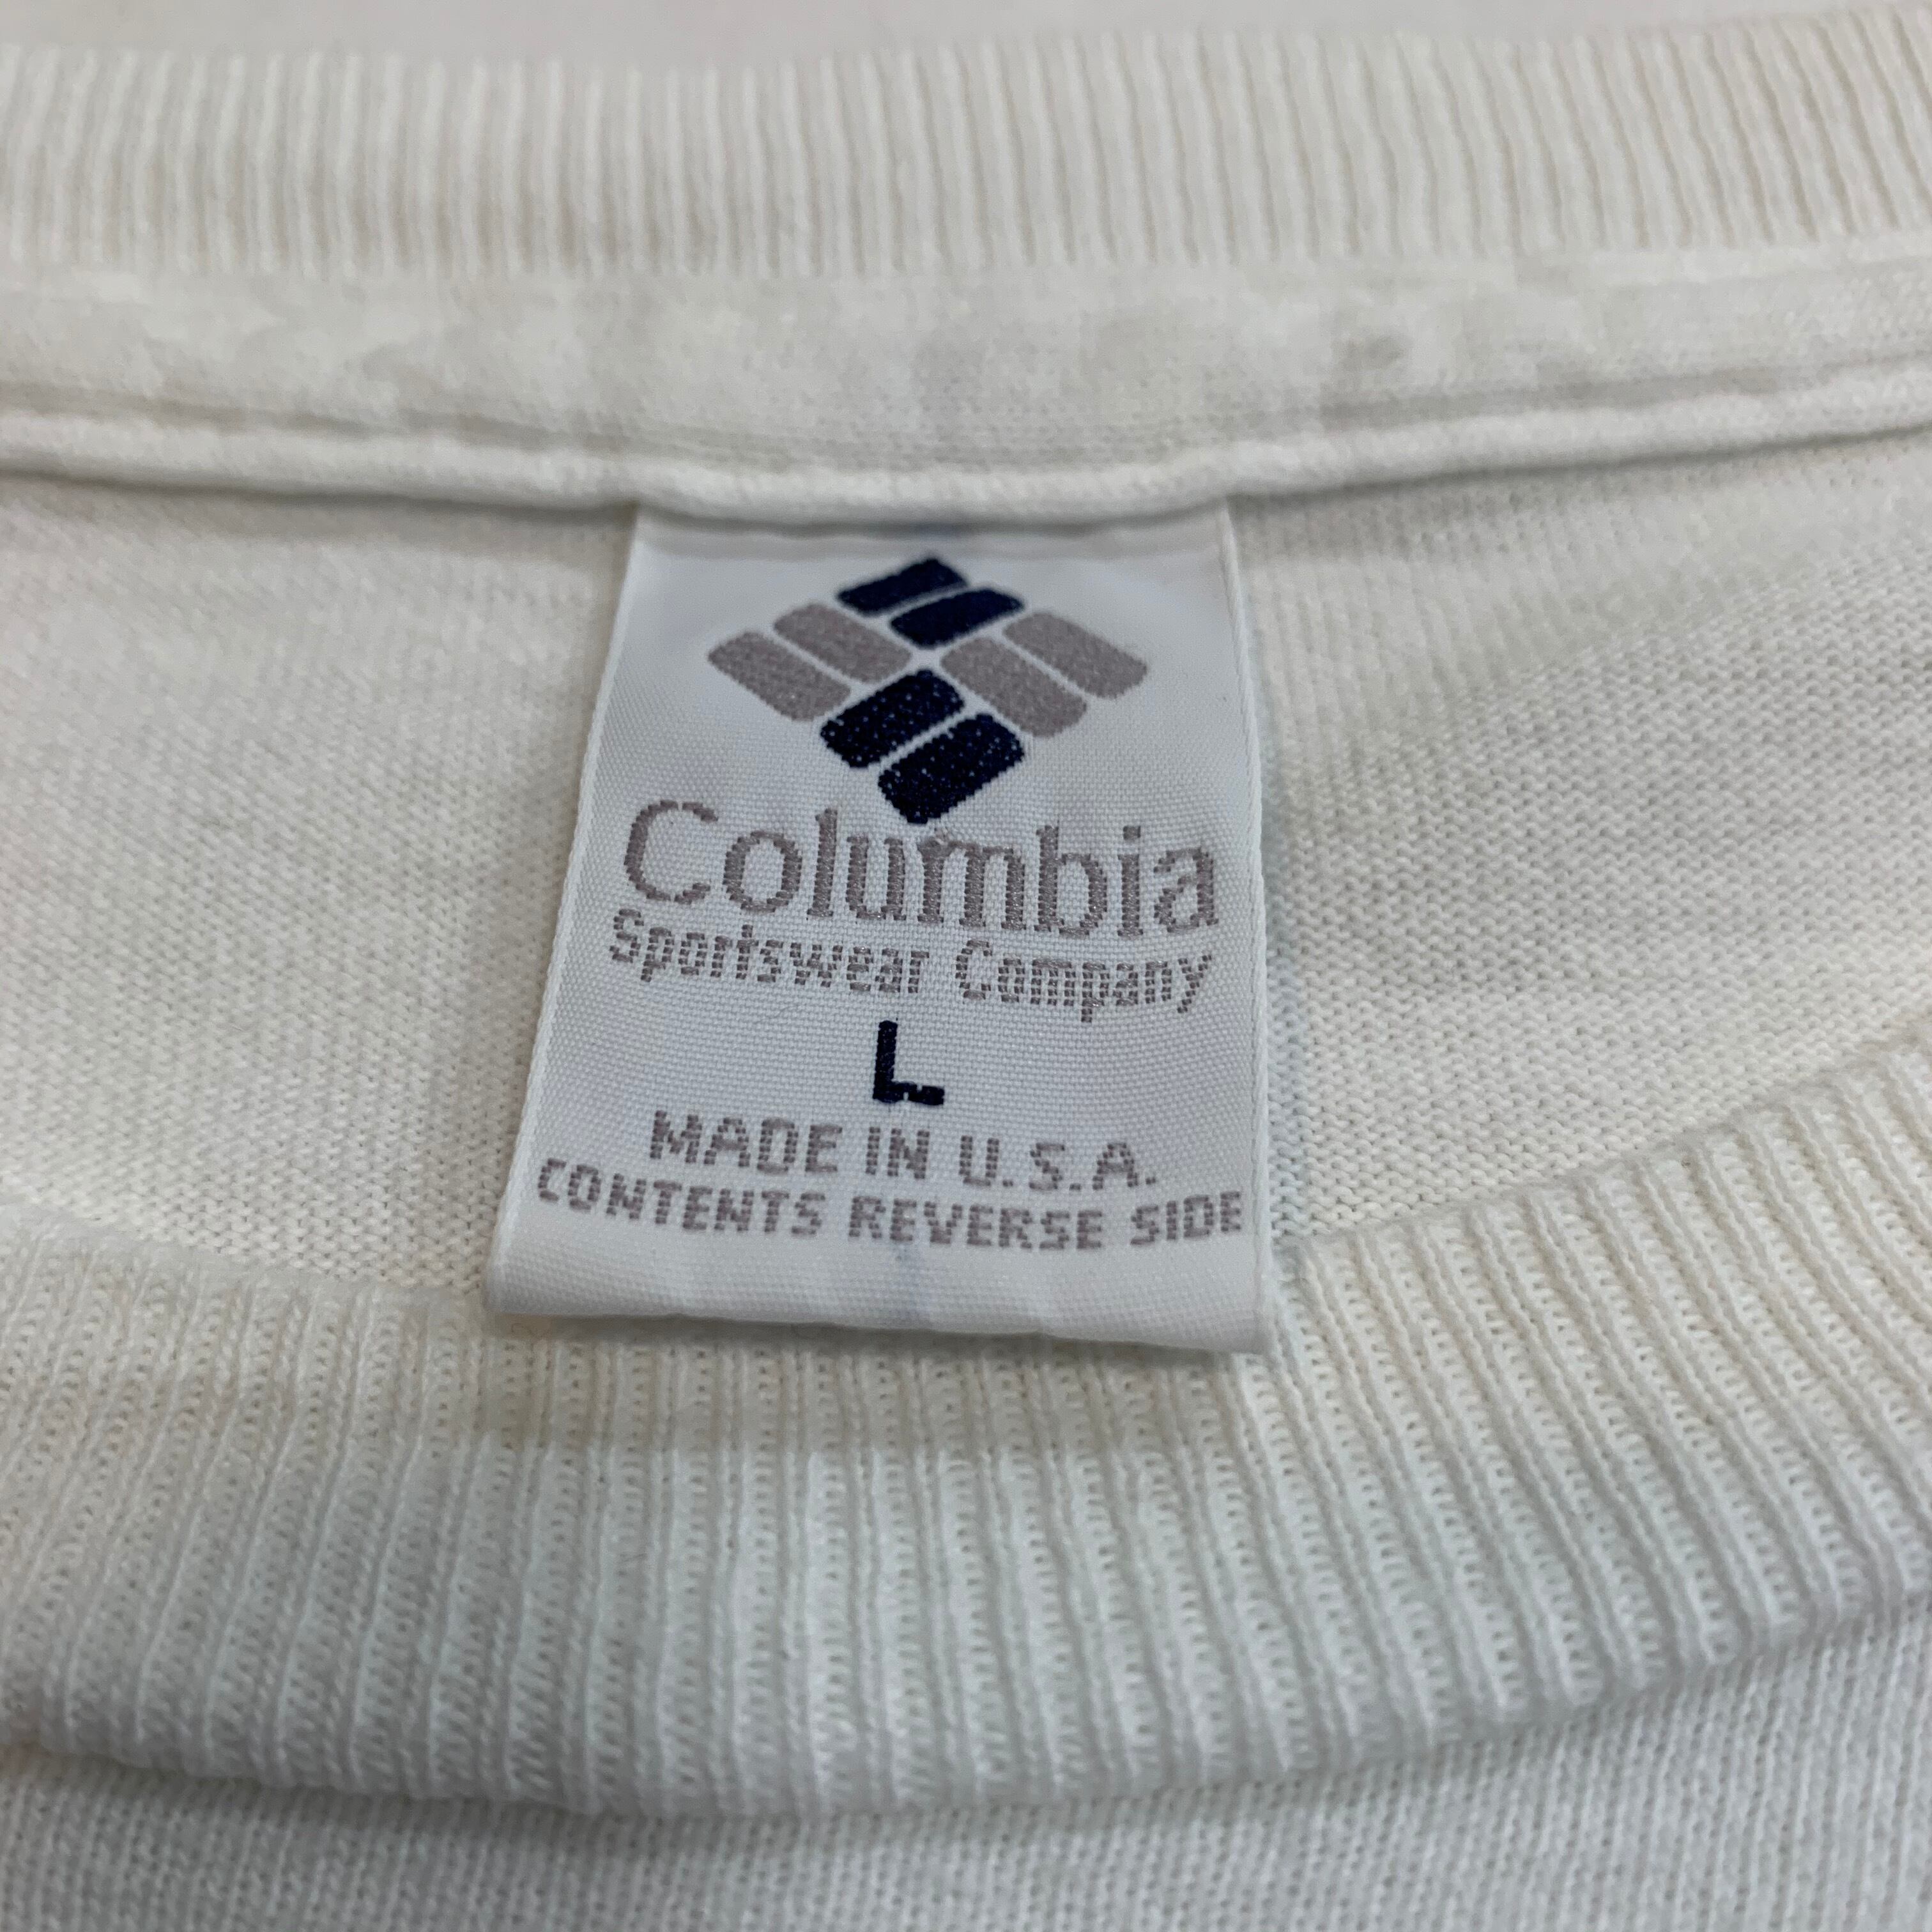 Columbia
Sportswear Company
L
MADE IN U.S.A.
CONTENTS REVERSE SIDE